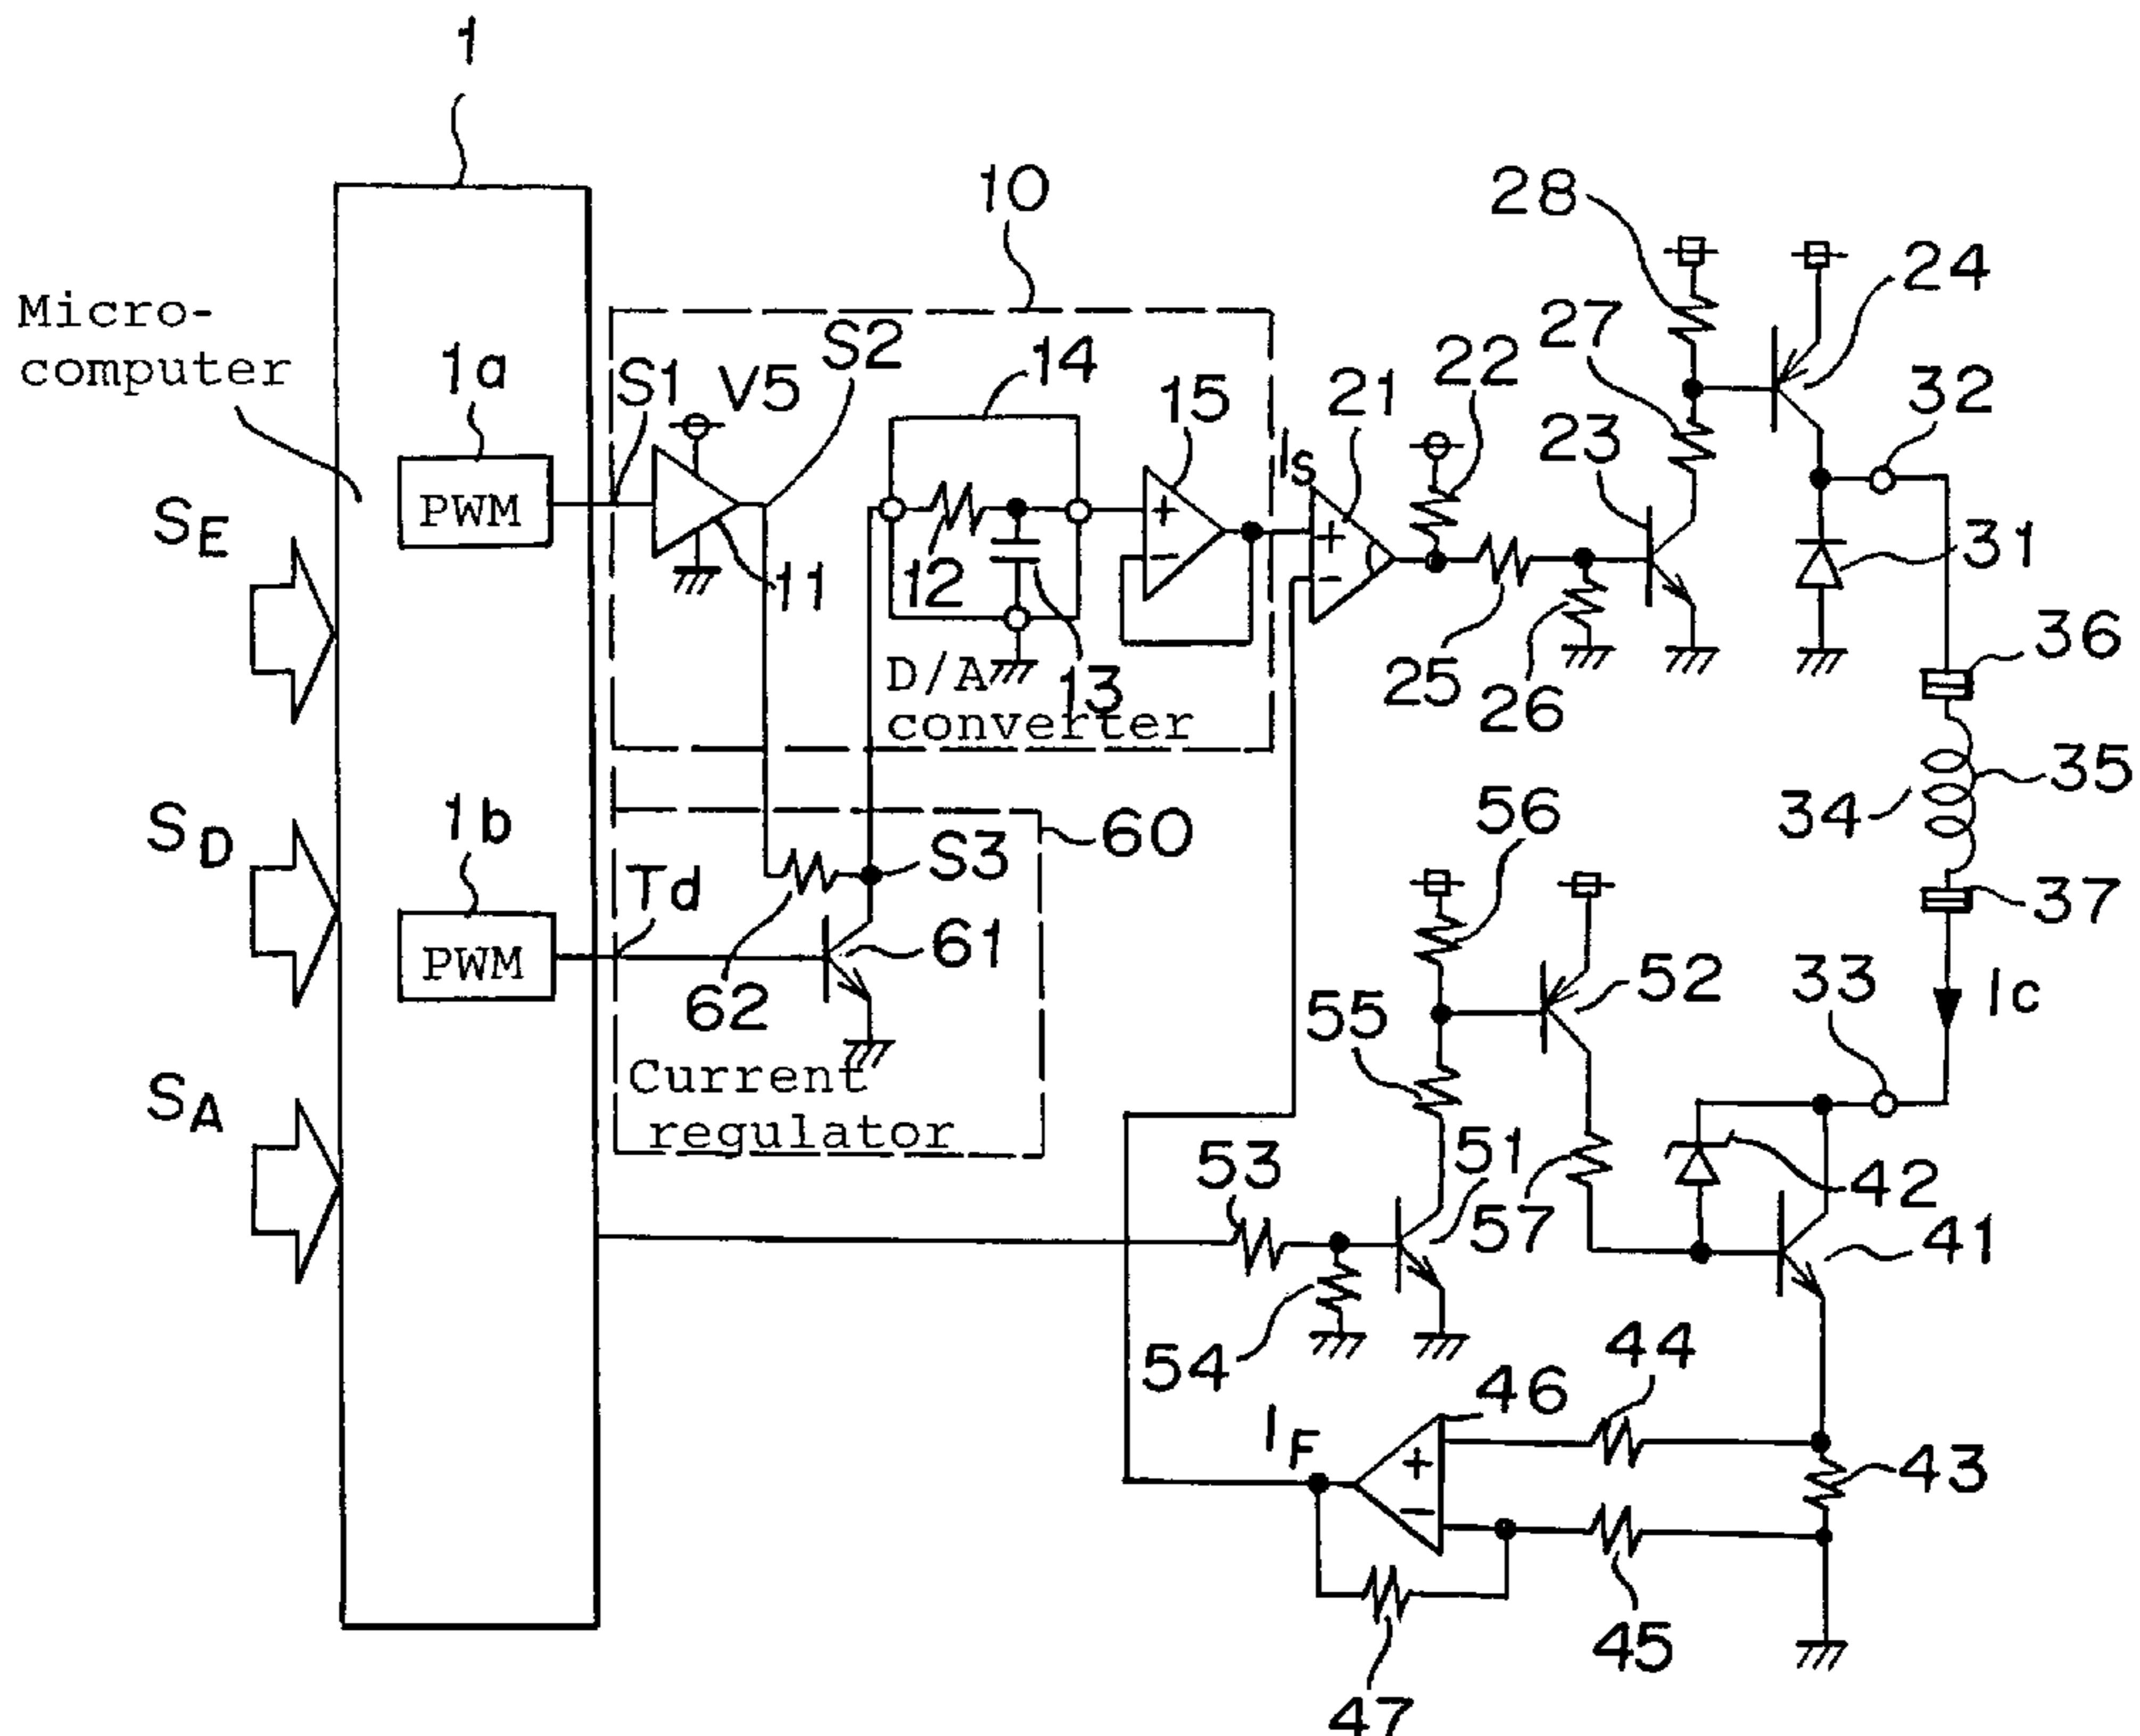 1
10
28
24
Micro-
computer
1a
S1
V5
S2
14
15
Is
21
22
27
23
32
PWM
11
12
13
31
SE
D/A
converter
25
26
36
35
34
SD
1b
60
S3
56
Td
PWM
62
61
37
52
33
Ic
55
Current
regulator
SA
53
51
57
42
41
54
44
46
IF
43
45
47
+
-
+
-
+
-